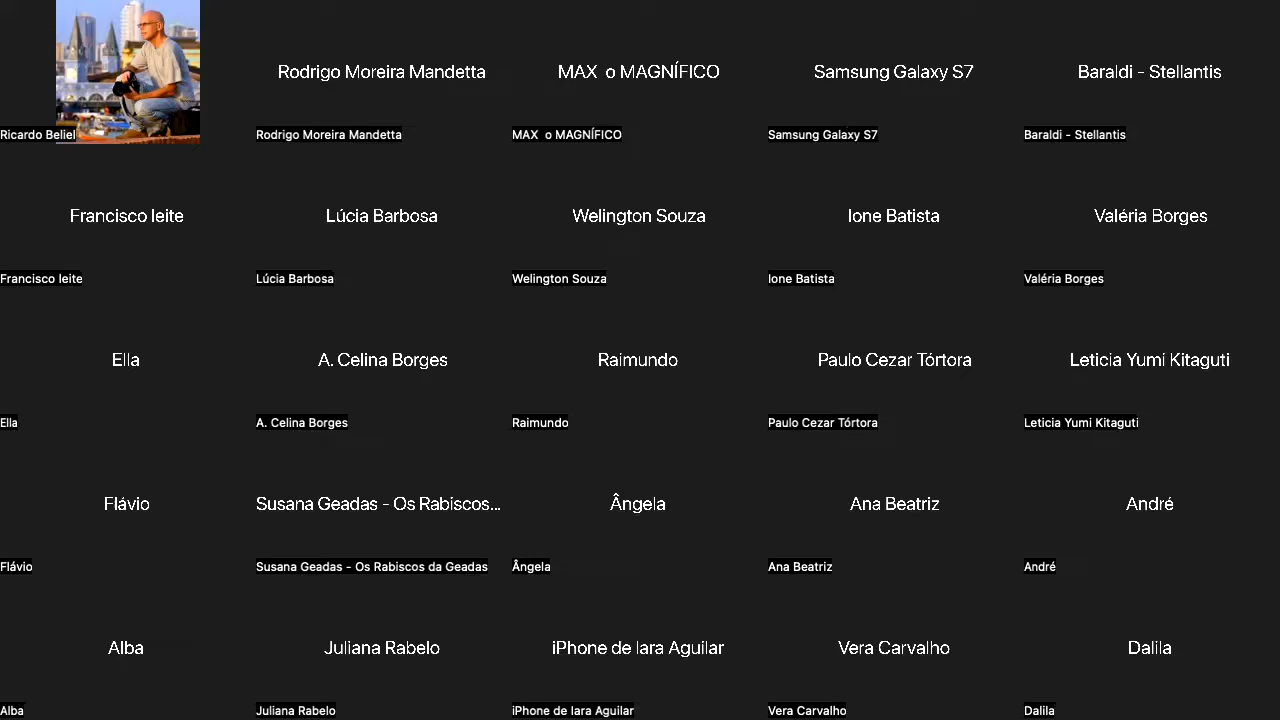 Rodrigo Moreira Mandetta
MAX o MAGNÍFICO
Samsung Galaxy S7
Baraldi - Stellantis
Ricardo Beliel
Rodrigo Moreira Mandetta
MAX o MAGNÍFICO
Samsung Galaxy S7
Baraldi - Stellantis
Francisco leite
Lúcia Barbosa
Welington Souza
Ione Batista
Valéria Borges
Francisco leite
Lúcia Barbosa
Welington Souza
Ione Batista
Valéria Borges
Ella
A. Celina Borges
Raimundo
Paulo Cezar Tórtora
Leticia Yumi Kitaguti
Ella
A. Celina Borges
Raimundo
Paulo Cezar Tórtora
Leticia Yumi Kitaguti
Flávio
Susana Geadas - Os Rabiscos...
Ângela
Ana Beatriz
André
Flávio
Susana Geadas - Os Rabiscos da Geadas
Ângela
Ana Beatriz
André
Alba
Juliana Rabelo
iPhone de Iara Aguilar
Vera Carvalho
Dalila
Alba
Juliana Rabelo
iPhone de Iara Aguilar
Vera Carvalho
Dalila